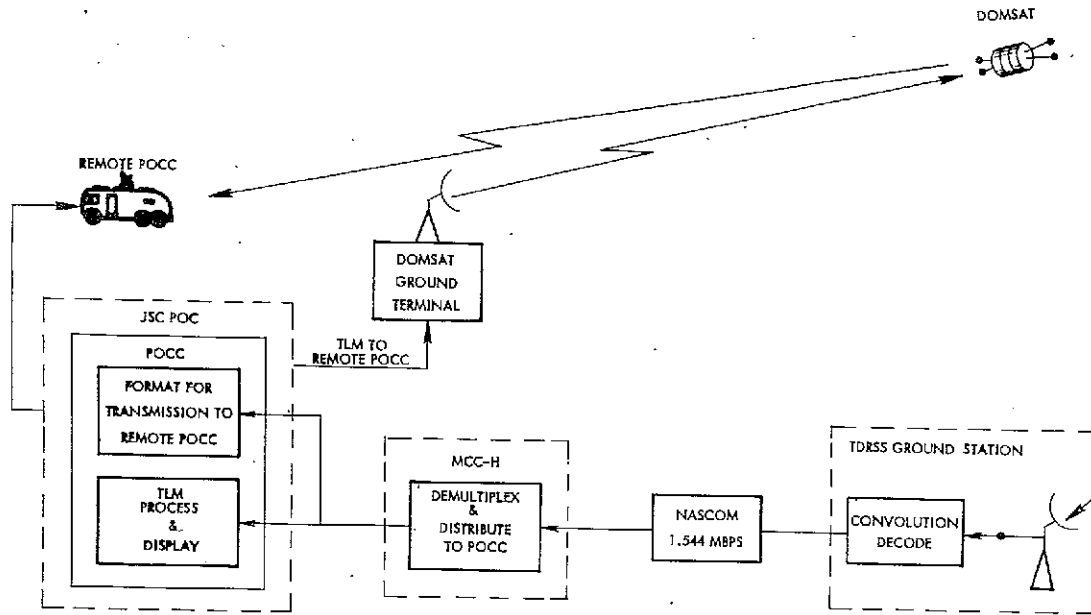 DOMSAT
REMOTE POCC
DOMSAT
GROUND
TERMINAL
JSC POC
TLM TO
REMOTE POCC
POCC
FORMAT FOR
TRANSMISSION TO
REMOTE POCC
TLM
PROCESS
&
DISPLAY
MCC-H
DEMULTIPLEX
&
DISTRIBUTE
TO POCC
NASCOM
1.544 MBPS
TDRSS GROUND STATION
CONVOLUTION
DECODE